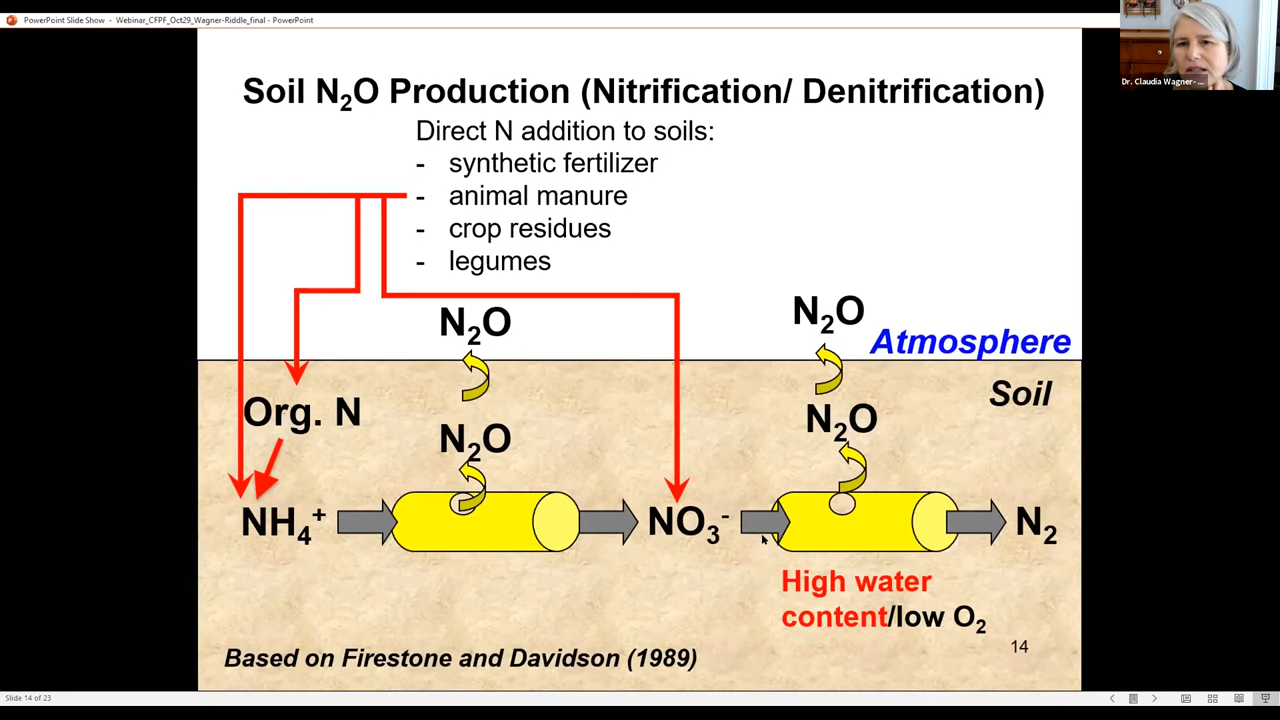 PowerPoint Slide Show - Webinar_CFPF_Oct29_Wagner-Riddle_final - PowerPoint
Dr. Claudia Wagner- ...
Soil N₂O Production (Nitrification/ Denitrification)
Direct N addition to soils:
- synthetic fertilizer
- animal manure
- crop residues
- legumes
N₂O
N₂O
Atmosphere
Soil
Org. N
N₂O
N₂O
NH₄⁺
NO₃⁻
N₂
High water
content/low O₂
14
Based on Firestone and Davidson (1989)
Slide 14 of 23